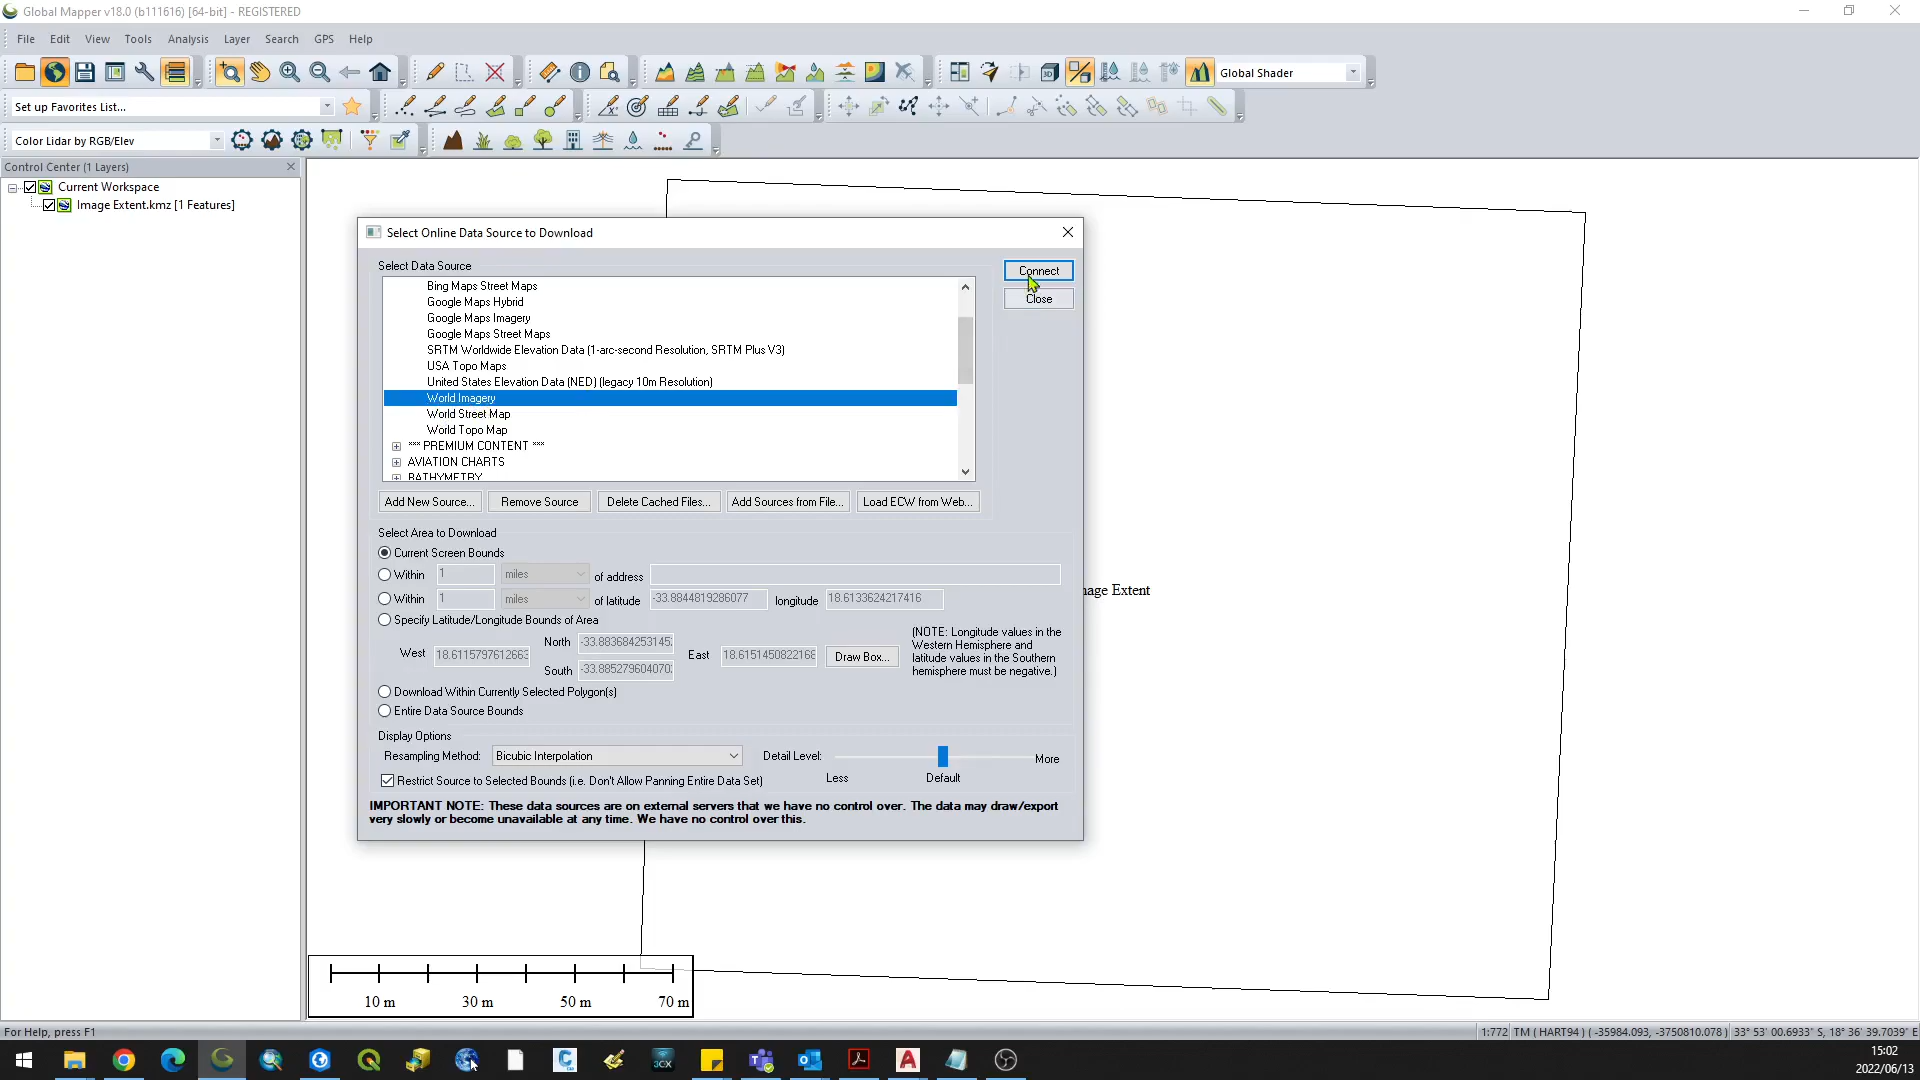 Global Mapper v18.0 (b111616) [64-bit] - REGISTERED
File Edit View Tools Analysis Layer Search GPS Help
Global Shader
Set up Favorites List...
Color Lidar by RGB/Elev
Control Center (1 Layers)
Current Workspace
Image Extent.kmz [1 Features]
Select Online Data Source to Download
Select Data Source
Connect
Close
Bing Maps Street Maps
Google Maps Hybrid
Google Maps Imagery
Google Maps Street Maps
SRTM Worldwide Elevation Data (1-arc-second Resolution, SRTM Plus V3)
USA Topo Maps
United States Elevation Data (NED) (legacy 10m Resolution)
World Imagery
World Street Map
World Topo Map
*** PREMIUM CONTENT ***
AVIATION CHARTS
BATHYMETRY
Add New Source... Remove Source Delete Cached Files... Add Sources from File... Load ECW from Web...
Select Area to Download
Current Screen Bounds
Within 1 miles of address
Within 1 miles of latitude -33.8844819286077 longitude 18.6133624217416
Specify Latitude/Longitude Bounds of Area
North -33.883684253145
West 18.6115797612663 East 18.6151450822168 Draw Box...
South -33.885279604070
(NOTE: Longitude values in the
Western Hemisphere and
latitude values in the Southern
hemisphere must be negative.)
Download Within Currently Selected Polygon(s)
Entire Data Source Bounds
Display Options
Resampling Method: Bicubic Interpolation Detail Level: More
Less Default
Restrict Source to Selected Bounds (i.e. Don't Allow Panning Entire Data Set)
IMPORTANT NOTE: These data sources are on external servers that we have no control over. The data may draw/export
very slowly or become unavailable at any time. We have no control over this.
nage Extent
10 m 30 m 50 m 70 m
For Help, press F1
1:772 TM ( HART94 ) ( -35984.093, -3750810.078 ) 33° 53' 00.6933" S, 18° 36' 39.7039" E
3CX
15:02
2022/06/13